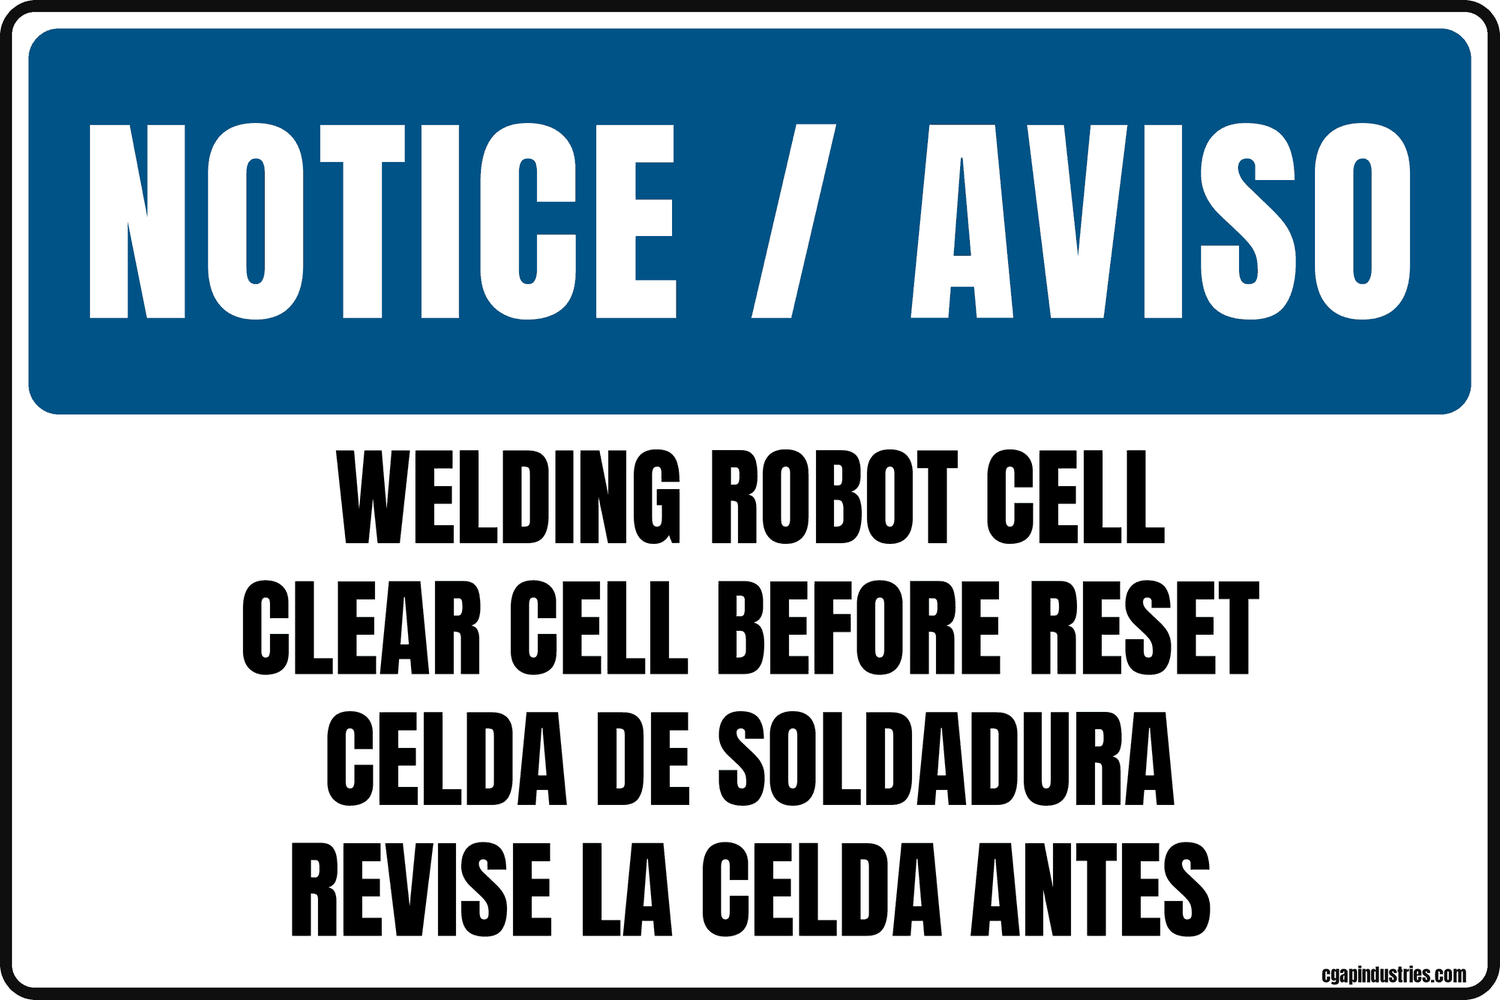 NOTICE / AVISO
WELDING ROBOT CELL
CLEAR CELL BEFORE RESET
CELDA DE SOLDADURA
REVISE LA CELDA ANTES
cgapindustries.com